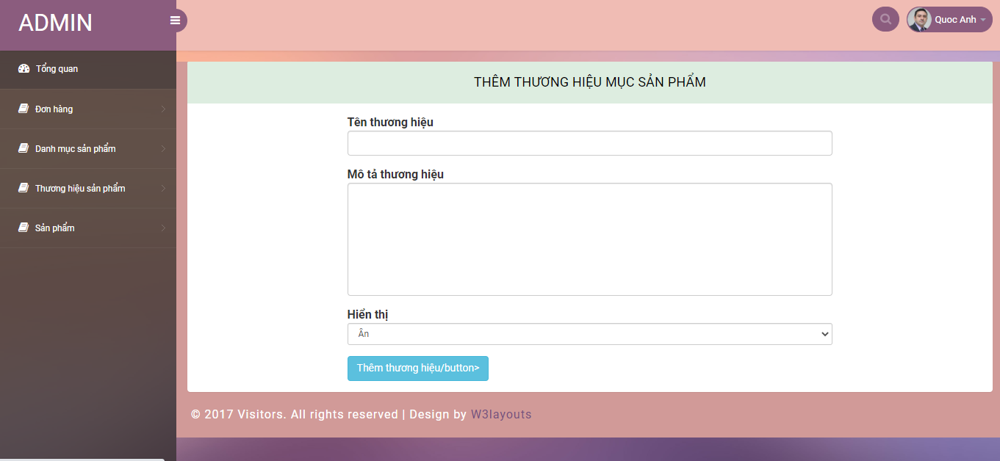 ADMIN
Quoc Anh
Tổng quan
Đơn hàng
Danh mục sản phẩm
Thương hiệu sản phẩm
Sản phẩm
THÊM THƯƠNG HIỆU MỤC SẢN PHẨM
Tên thương hiệu
Mô tả thương hiệu
Hiển thị
Ân
Thêm thương hiệu/button>
© 2017 Visitors. All rights reserved | Design by W3layouts